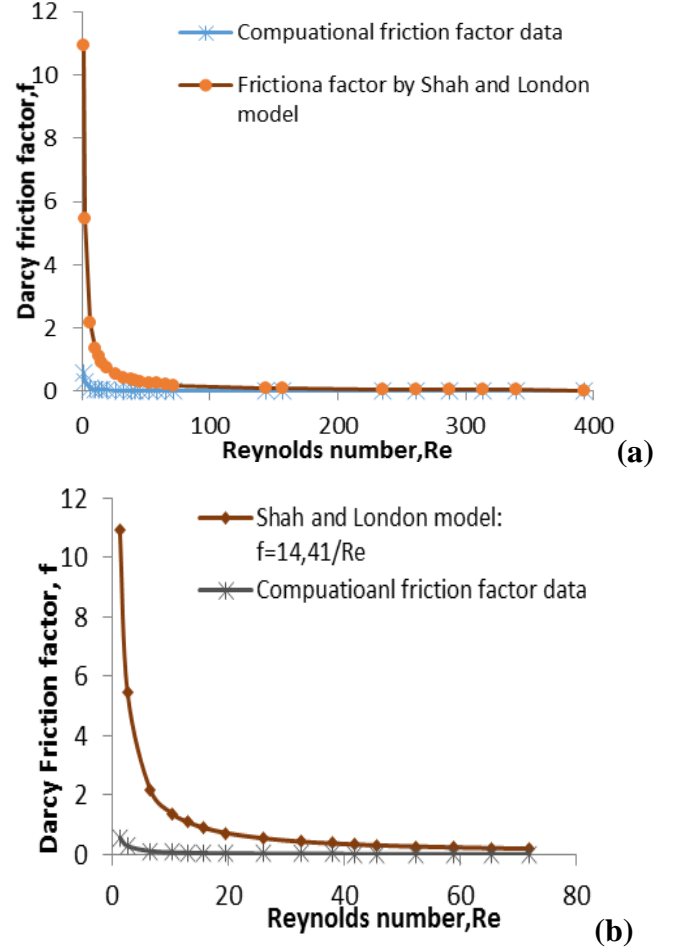 Compuational friction factor data
Frictiona factor by Shah and London
model
Darcy friction factor,f
12
10
8
6
4
2
0
0 100 200 300 400
Reynolds number,Re
(a)
Shah and London model:
f=14,41/Re
Compuatioanl friction factor data
Darcy Friction factor, f
12
10
8
6
4
2
0
0 20 40 60 80
Reynolds number,Re
(b)